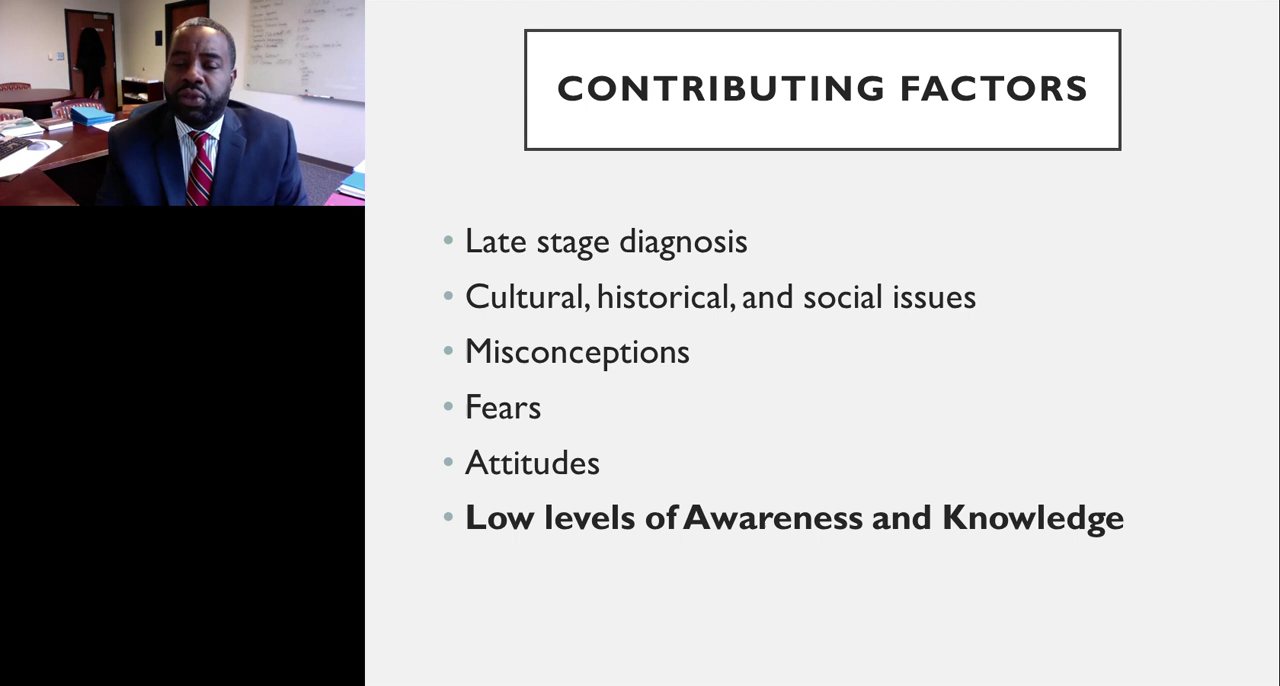 CONTRIBUTING FACTORS
• Late stage diagnosis
• Cultural, historical, and social issues
• Misconceptions
• Fears
• Attitudes
• Low levels of Awareness and Knowledge